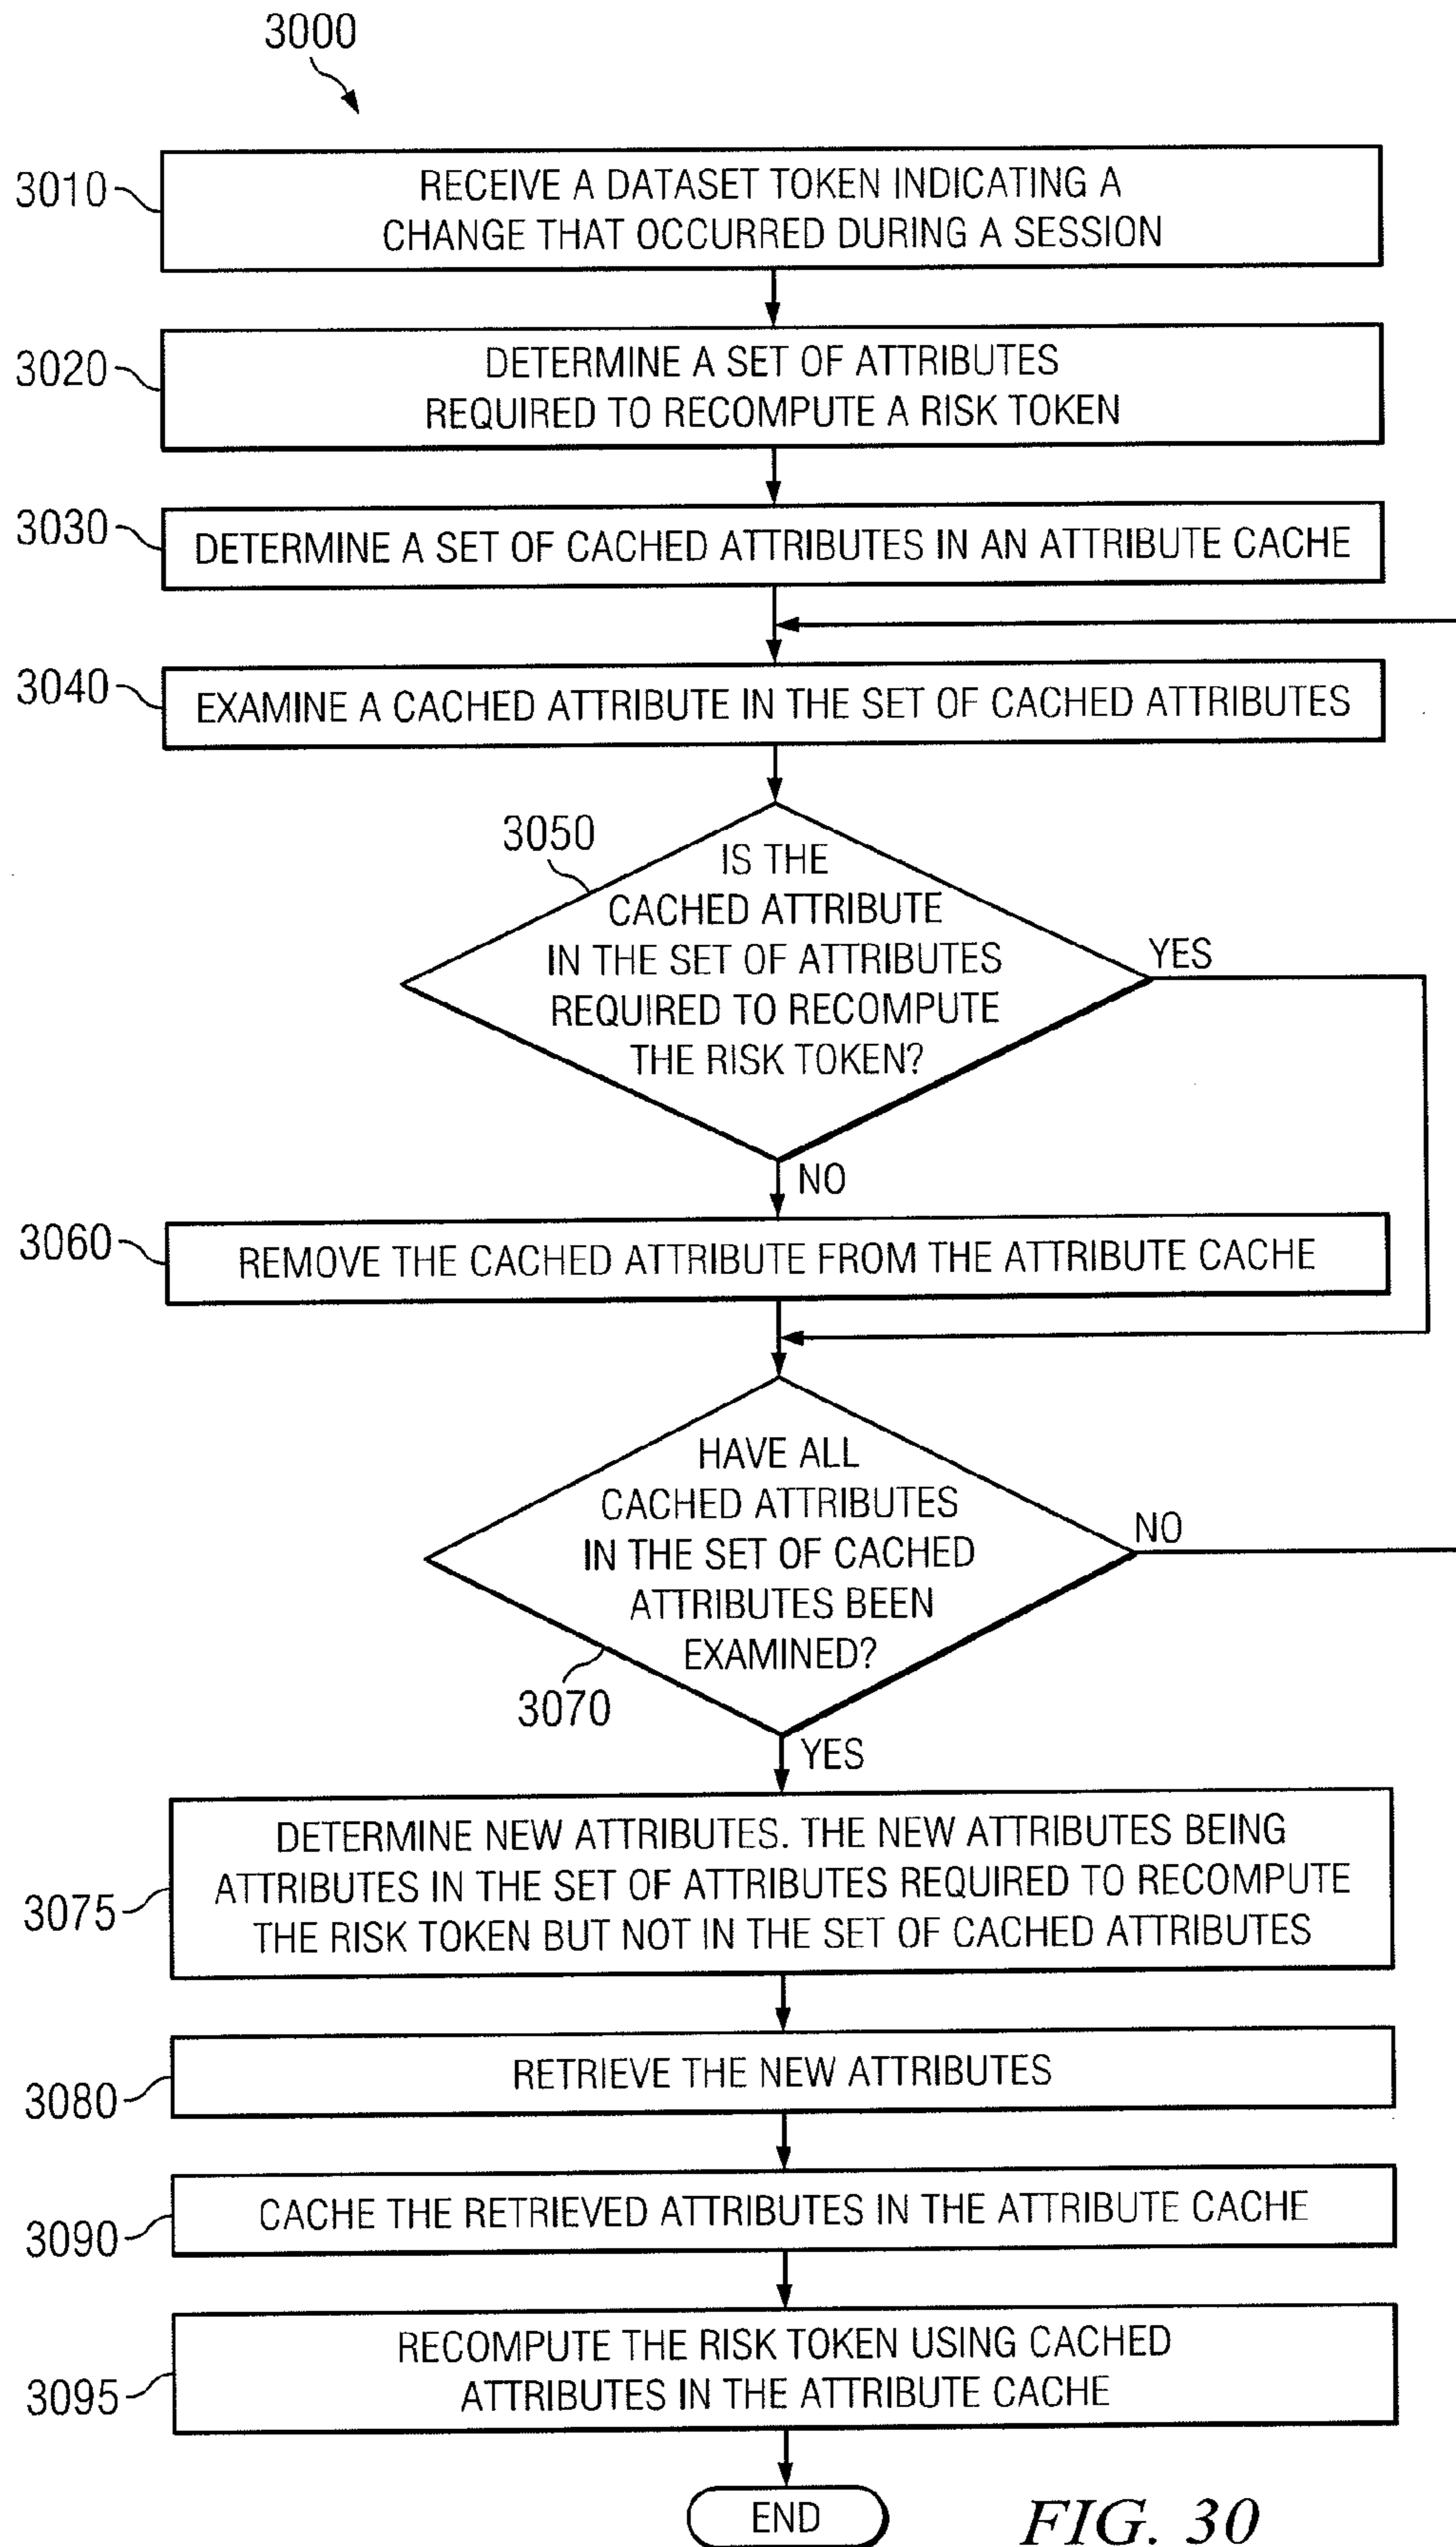 3000
3010
RECEIVE A DATASET TOKEN INDICATING A
CHANGE THAT OCCURRED DURING A SESSION
3020
DETERMINE A SET OF ATTRIBUTES
REQUIRED TO RECOMPUTE A RISK TOKEN
3030
DETERMINE A SET OF CACHED ATTRIBUTES IN AN ATTRIBUTE CACHE
3040
EXAMINE A CACHED ATTRIBUTE IN THE SET OF CACHED ATTRIBUTES
3050
IS THE
CACHED ATTRIBUTE
IN THE SET OF ATTRIBUTES
REQUIRED TO RECOMPUTE
THE RISK TOKEN?
YES
NO
3060
REMOVE THE CACHED ATTRIBUTE FROM THE ATTRIBUTE CACHE
HAVE ALL
CACHED ATTRIBUTES
IN THE SET OF CACHED
ATTRIBUTES BEEN
EXAMINED?
NO
3070
YES
3075
DETERMINE NEW ATTRIBUTES. THE NEW ATTRIBUTES BEING
ATTRIBUTES IN THE SET OF ATTRIBUTES REQUIRED TO RECOMPUTE
THE RISK TOKEN BUT NOT IN THE SET OF CACHED ATTRIBUTES
3080
RETRIEVE THE NEW ATTRIBUTES
3090
CACHE THE RETRIEVED ATTRIBUTES IN THE ATTRIBUTE CACHE
3095
RECOMPUTE THE RISK TOKEN USING CACHED
ATTRIBUTES IN THE ATTRIBUTE CACHE
END
FIG. 30